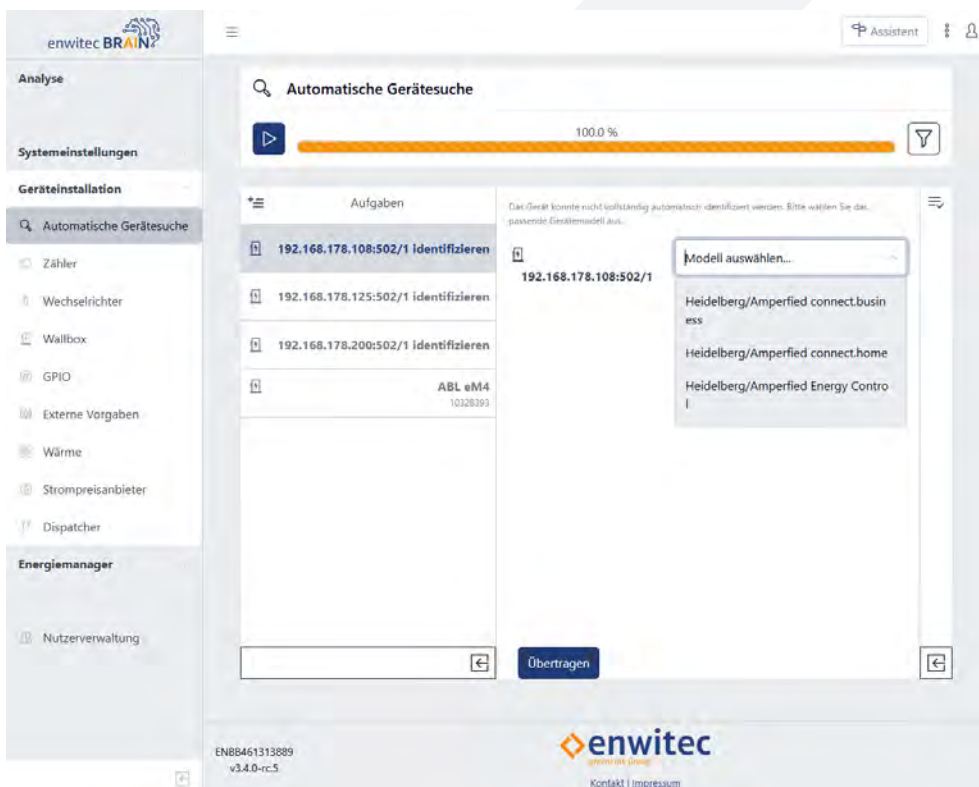 enwitec BRAIN
Assistent
Analyse
Systemeinstellungen
Geräteinstallation
Automatische Gerätesuche
Zähler
Wechselrichter
Wallbox
GPIO
Externe Vorgaben
Wärme
Strompreisanbieter
Dispatcher
Energiemanager
Nutzerverwaltung
Automatische Gerätesuche
100.0 %
Aufgaben
192.168.178.108:502/1 identifizieren
192.168.178.125:502/1 identifizieren
192.168.178.200:502/1 identifizieren
ABL eM4
10328393
Das Gerät konnte nicht vollständig automatisch identifiziert werden. Bitte wählen Sie das
passende Gerätemodell aus.
192.168.178.108:502/1
Modell auswählen...
Heidelberg/Amperfied connect.busin
ess
Heidelberg/Amperfied connect.home
Heidelberg/Amperfied Energy Contro
l
Übertragen
ENBB461313889
v3.4.0-rc.5
enwitec
Kontakt | Impressum